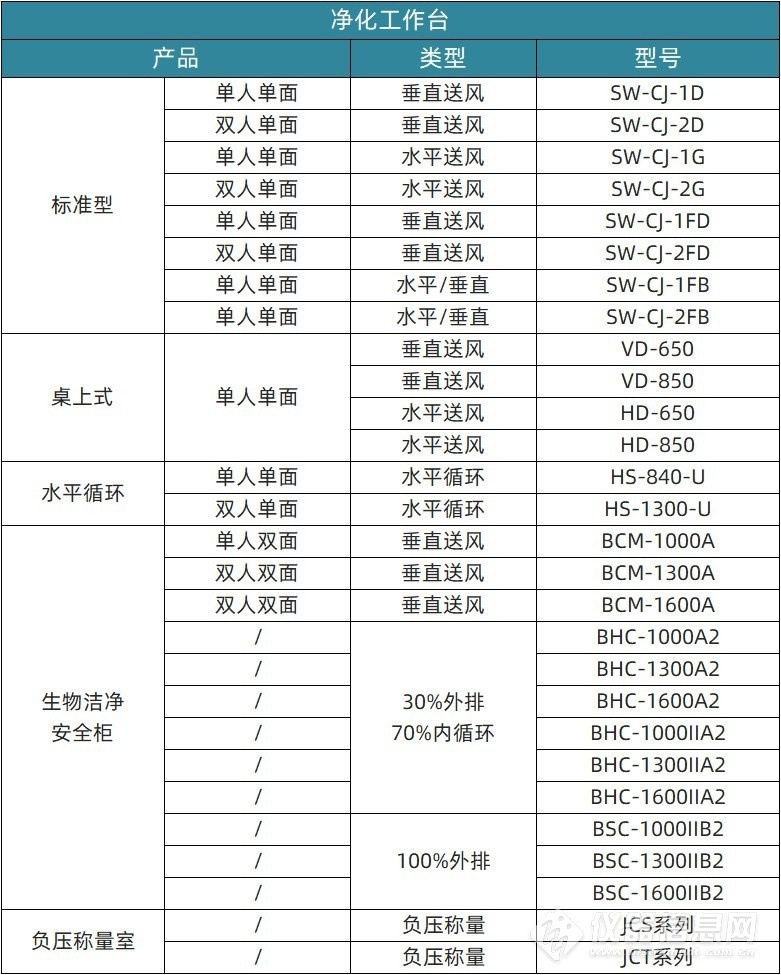 净化工作台
产品 类型 型号
标准型 单人单面 垂直送风 SW-CJ-1D
双人单面 垂直送风 SW-CJ-2D
单人单面 水平送风 SW-CJ-1G
双人单面 水平送风 SW-CJ-2G
单人单面 垂直送风 SW-CJ-1FD
双人单面 垂直送风 SW-CJ-2FD
单人单面 水平/垂直 SW-CJ-1FB
单人单面 水平/垂直 SW-CJ-2FB
桌上式 单人单面 垂直送风 VD-650
垂直送风 VD-850
水平送风 HD-650
水平送风 HD-850
水平循环 单人单面 水平循环 HS-840-U
双人单面 水平循环 HS-1300-U
生物洁净
安全柜
单人双面 垂直送风 BCM-1000A
双人双面 垂直送风 BCM-1300A
双人双面 垂直送风 BCM-1600A
30%外排
70%内循环
/ BHC-1000A2
/ BHC-1300A2
/ BHC-1600A2
/ BHC-1000IIA2
/ BHC-1300IIA2
/ BHC-1600IIA2
100%外排
/ BSC-1000IIB2
/ BSC-1300IIB2
/ BSC-1600IIB2
负压称量室 / 负压称量 JCS系列
/ 负压称量 JCT系列
仪器信息网
www.instrument.com.cn